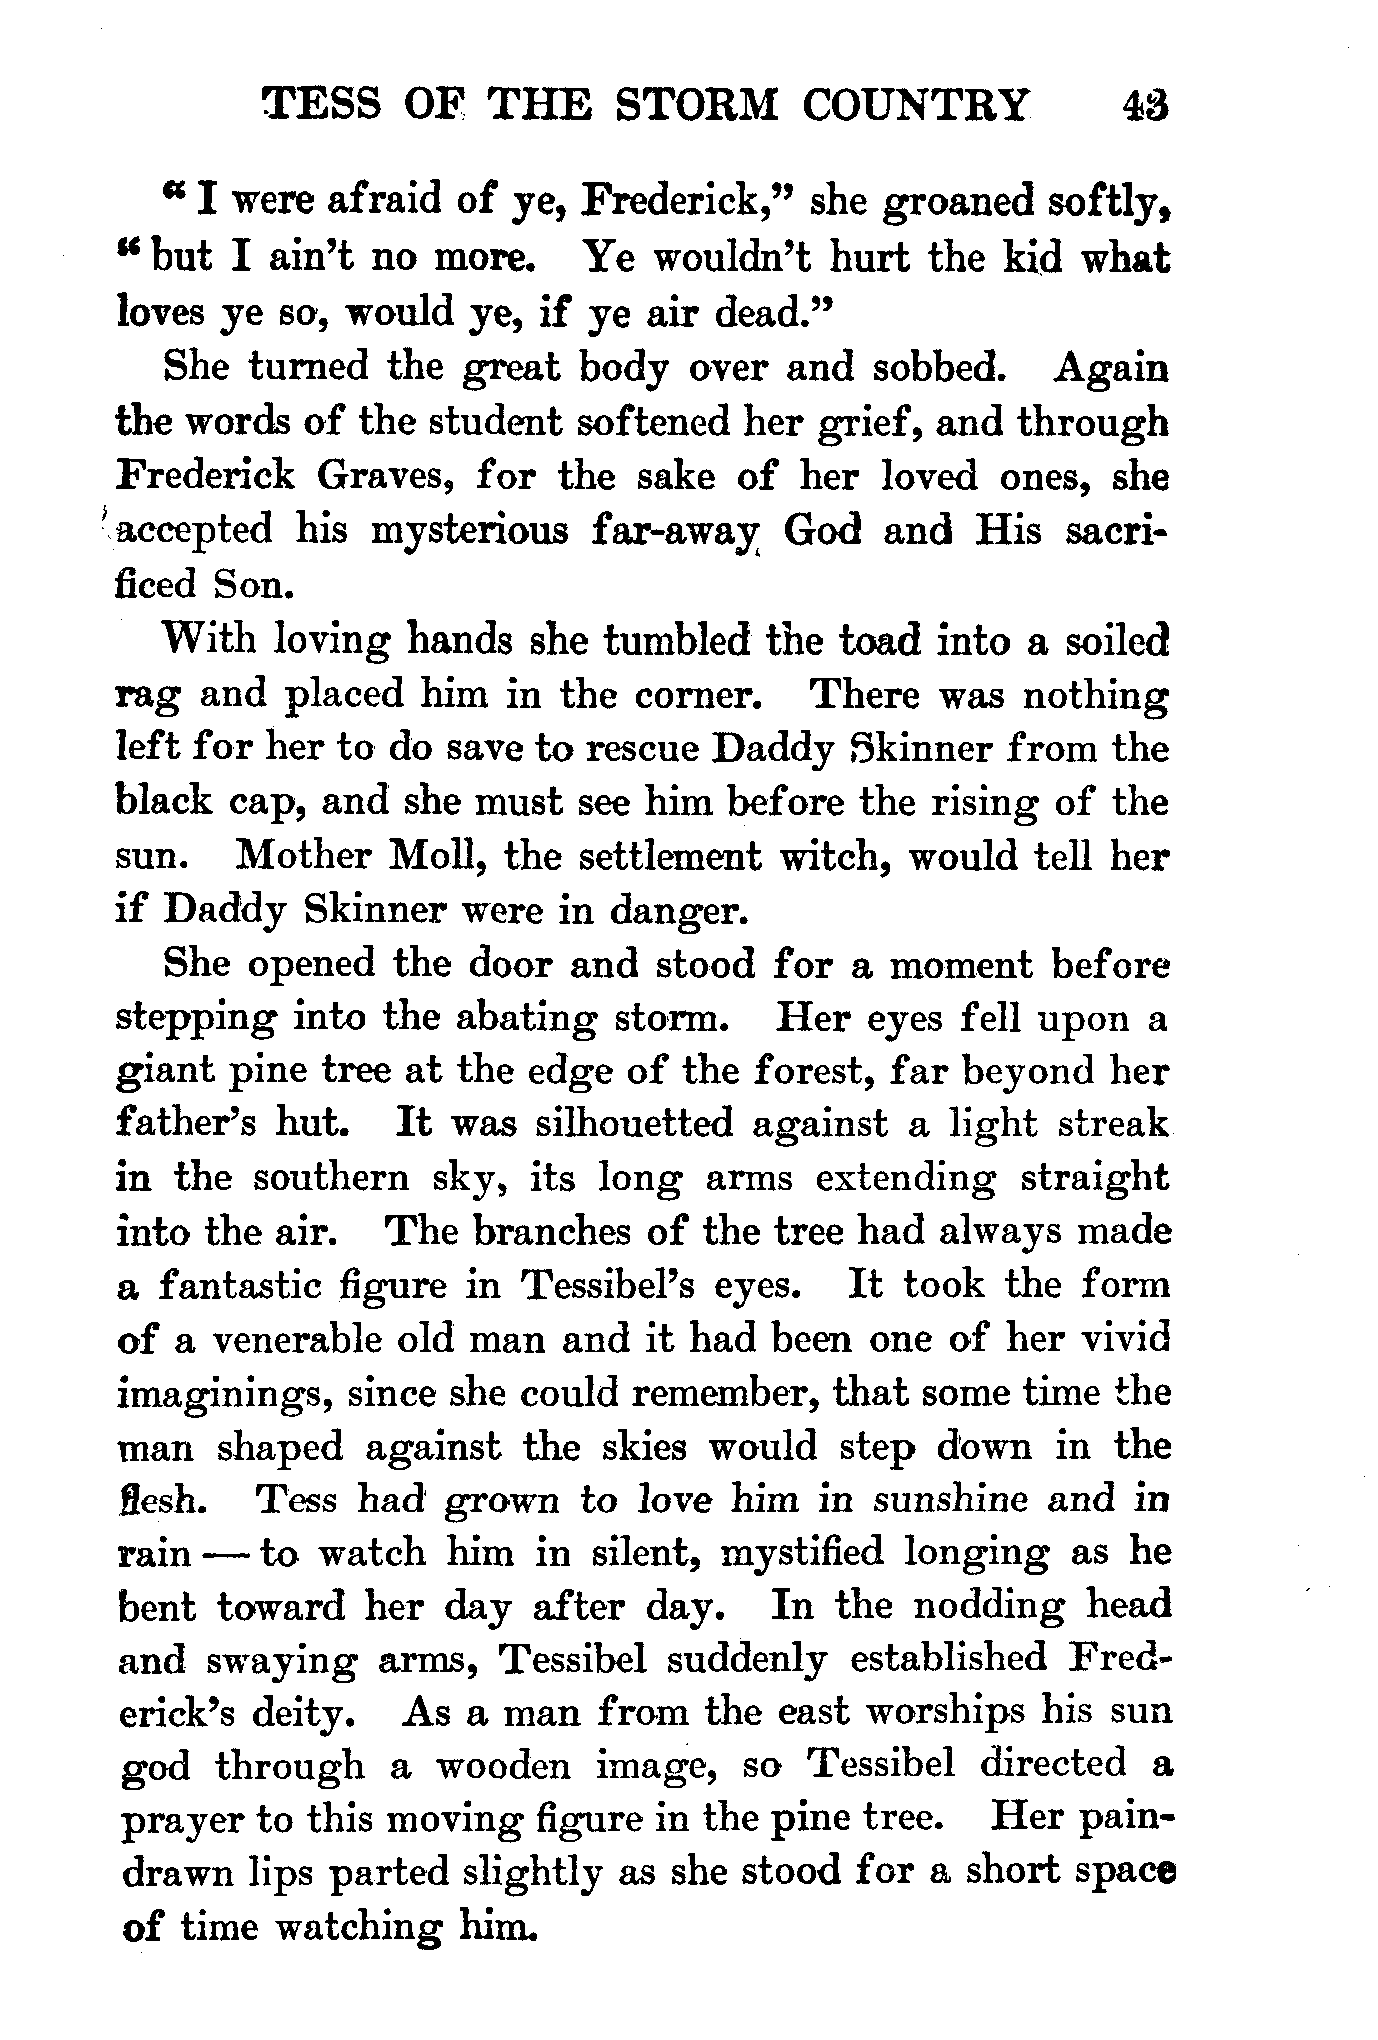 TESS OF THE STORM COUNTRY 43
"I were afraid of ye, Frederick," she groaned softly,
"but I ain't no more. Ye wouldn't hurt the kid what
loves ye so, would ye, if ye air dead."
She turned the great body over and sobbed. Again
the words of the student softened her grief, and through
Frederick Graves, for the sake of her loved ones, she
accepted his mysterious far-away God and His sacri-
ficed Son.
With loving hands she tumbled the toad into a soiled
rag and placed him in the corner. There was nothing
left for her to do save to rescue Daddy Skinner from the
black cap, and she must see him before the rising of the
sun. Mother Moll, the settlement witch, would tell her
if Daddy Skinner were in danger.
She opened the door and stood for a moment before
stepping into the abating storm. Her eyes fell upon a
giant pine tree at the edge of the forest, far beyond her
father's hut. It was silhouetted against a light streak
in the southern sky, its long arms extending straight
into the air. The branches of the tree had always made
a fantastic figure in Tessibel's eyes. It took the form
of a venerable old man and it had been one of her vivid
imaginings, since she could remember, that some time the
man shaped against the skies would step down in the
flesh. Tess had grown to love him in sunshine and in
rain — to watch him in silent, mystified longing as he
bent toward her day after day. In the nodding head
and swaying arms, Tessibel suddenly established Fred-
erick's deity. As a man from the east worships his sun
god through a wooden image, so Tessibel directed a
prayer to this moving figure in the pine tree. Her pain-
drawn lips parted slightly as she stood for a short space
of time watching him.